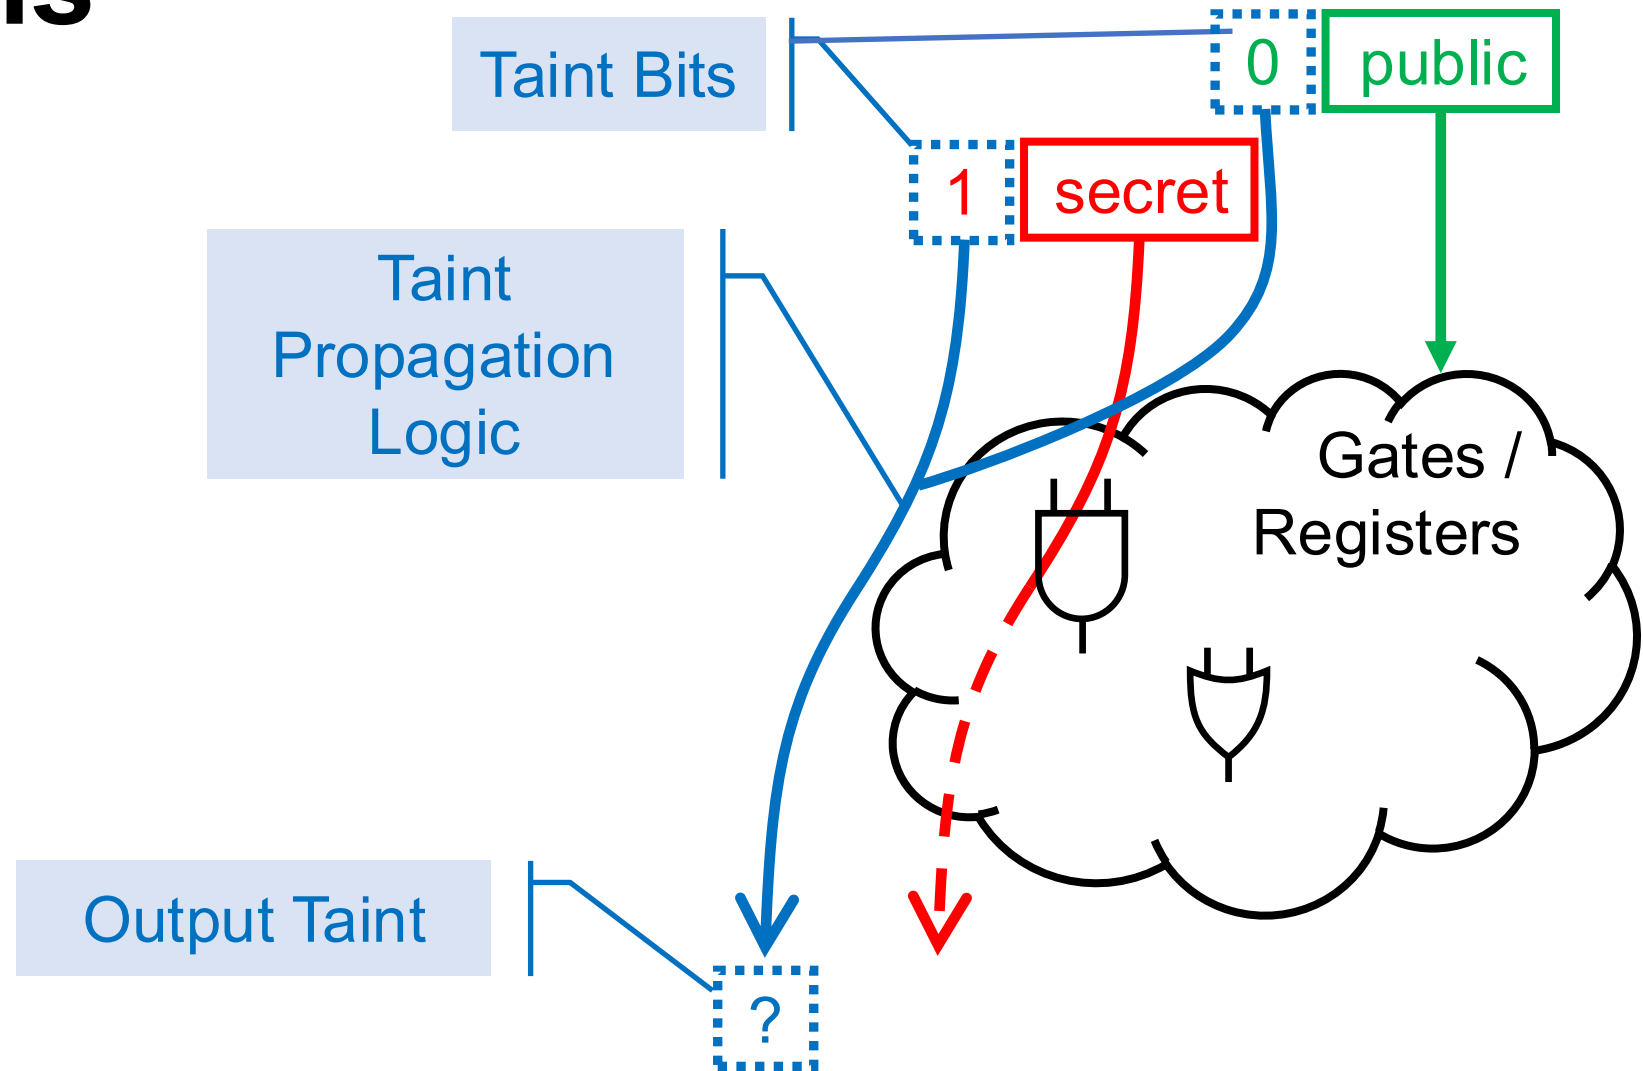 Taint Bits
0
public
1
secret
Taint
Propagation
Logic
Gates /
Registers
Output Taint
?